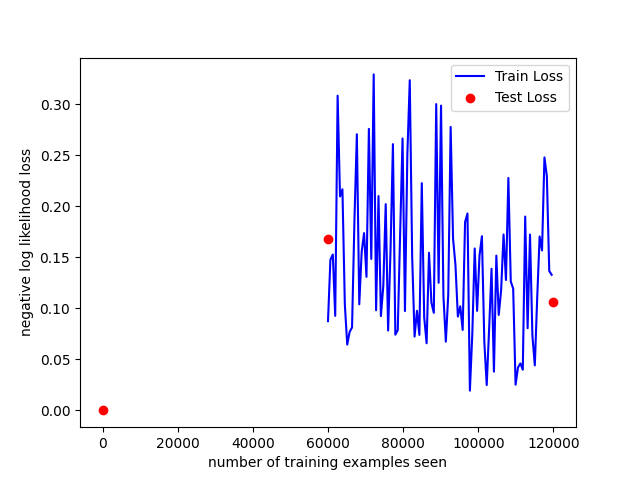 Train Loss
Test Loss
0.30
0.25
0.20
0.15
0.10
0.05
0.00
negative log likelihood loss
0 20000 40000 60000 80000 100000 120000
number of training examples seen